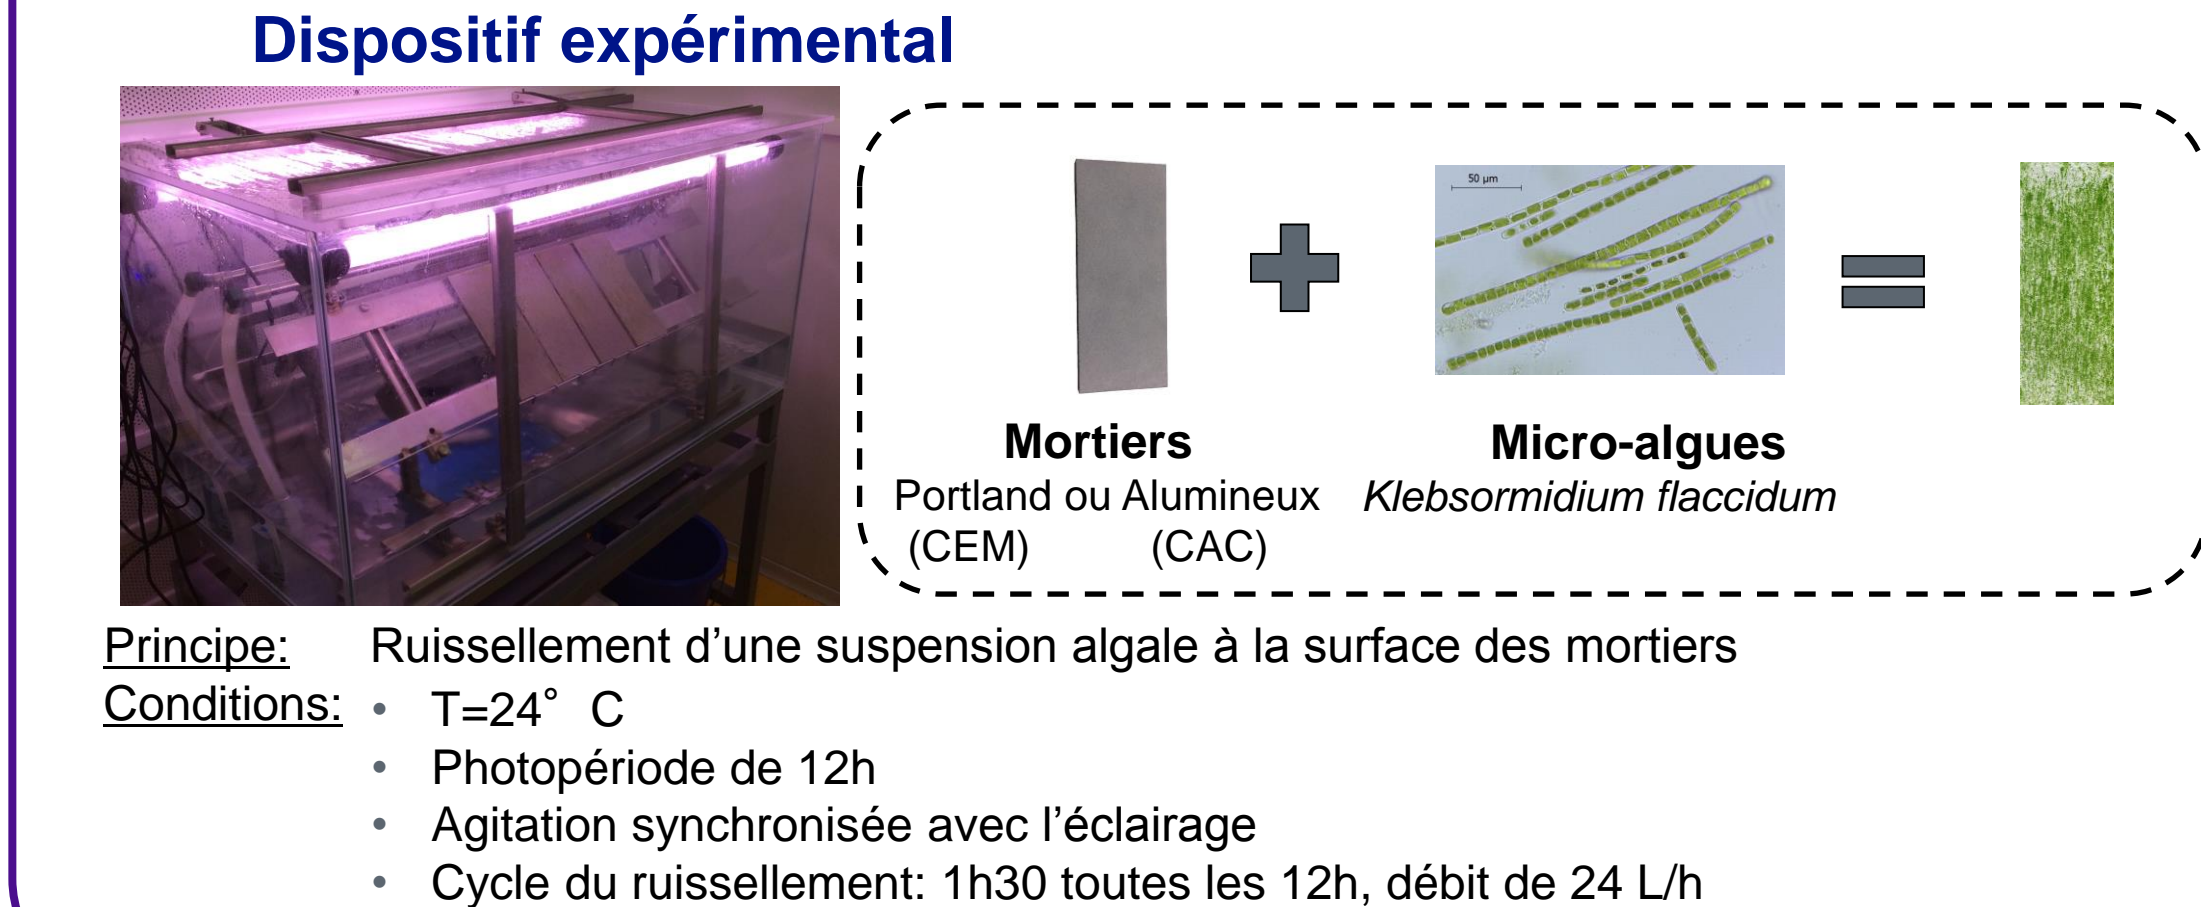 Dispositif expérimental
50 µm
Mortiers
Portland ou Alumineux
(CEM) (CAC)
Micro-algues
Klebsormidium flaccidum
Principe: Ruissellement d’une suspension algale à la surface des mortiers
Conditions:
• T=24° C
• Photopériode de 12h
• Agitation synchronisée avec l’éclairage
• Cycle du ruissellement: 1h30 toutes les 12h, débit de 24 L/h